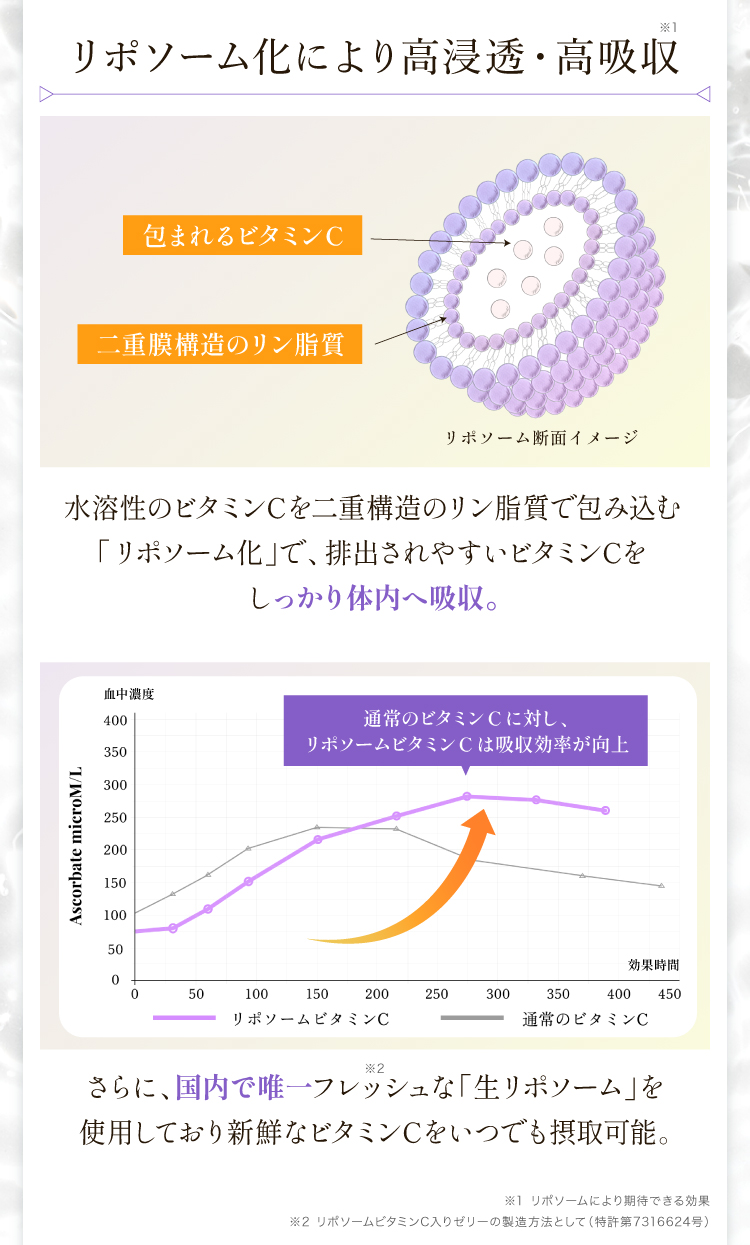 ※1
リポソーム化により高浸透・高吸収
包まれるビタミンC
二重膜構造のリン脂質
リポソーム断面イメージ
水溶性のビタミンCを二重構造のリン脂質で包み込む
「リポソーム化」で、排出されやすいビタミンCを
しっかり体内へ吸収。
血中濃度
通常のビタミンCに対し、
リポソームビタミンCは吸収効率が向上
Ascorbate microM/L
400
350
300
250
200
150
100
50
0
効果時間
0 50 100 150 200 250 300 350 400 450
リポソームビタミンC 通常のビタミンC
※2
さらに、国内で唯一フレッシュな「生リポソーム」を
使用しており新鮮なビタミンCをいつでも摂取可能。
※1 リポソームにより期待できる効果
※2 リポソームビタミンC入りゼリーの製造方法として(特許第7316624号)